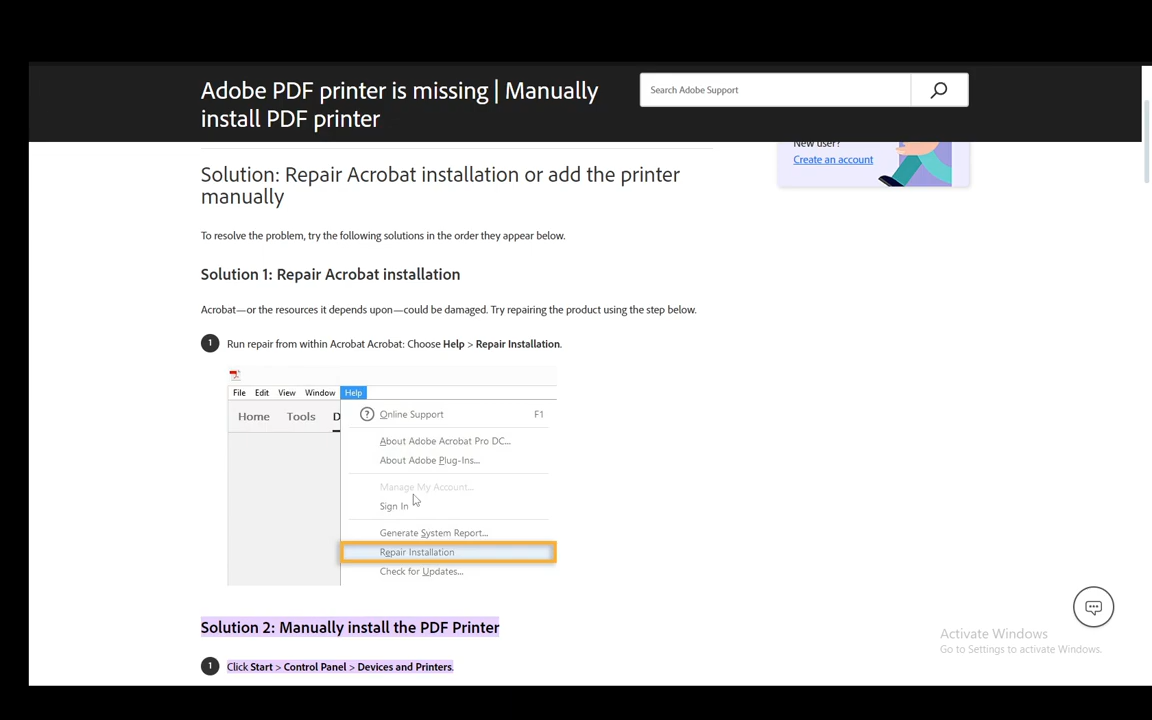 Adobe PDF printer is missing | Manually
install PDF printer
Search Adobe Support
New user?
Create an account
Solution: Repair Acrobat installation or add the printer
manually
To resolve the problem, try the following solutions in the order they appear below.
Solution 1: Repair Acrobat installation
Acrobat—or the resources it depends upon—could be damaged. Try repairing the product using the step below.
1 Run repair from within Acrobat Acrobat: Choose Help > Repair Installation.
File Edit View Window Help
Home Tools D
? Online Support F1
About Adobe Acrobat Pro DC...
About Adobe Plug-Ins...
Manage My Account...
Sign In
Generate System Report...
Repair Installation
Check for Updates...
Solution 2: Manually install the PDF Printer
1 Click Start > Control Panel > Devices and Printers.
Activate Windows
Go to Settings to activate Windows.